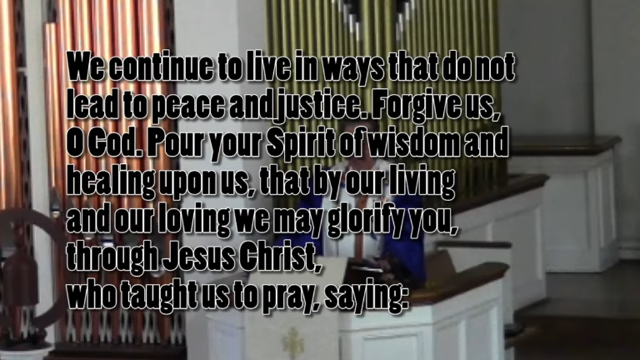 We continue to live in ways that do not
lead to peace and justice. Forgive us,
O God. Pour your Spirit of wisdom and
healing upon us, that by our living
and our loving we may glorify you,
through Jesus Christ,
who taught us to pray, saying: